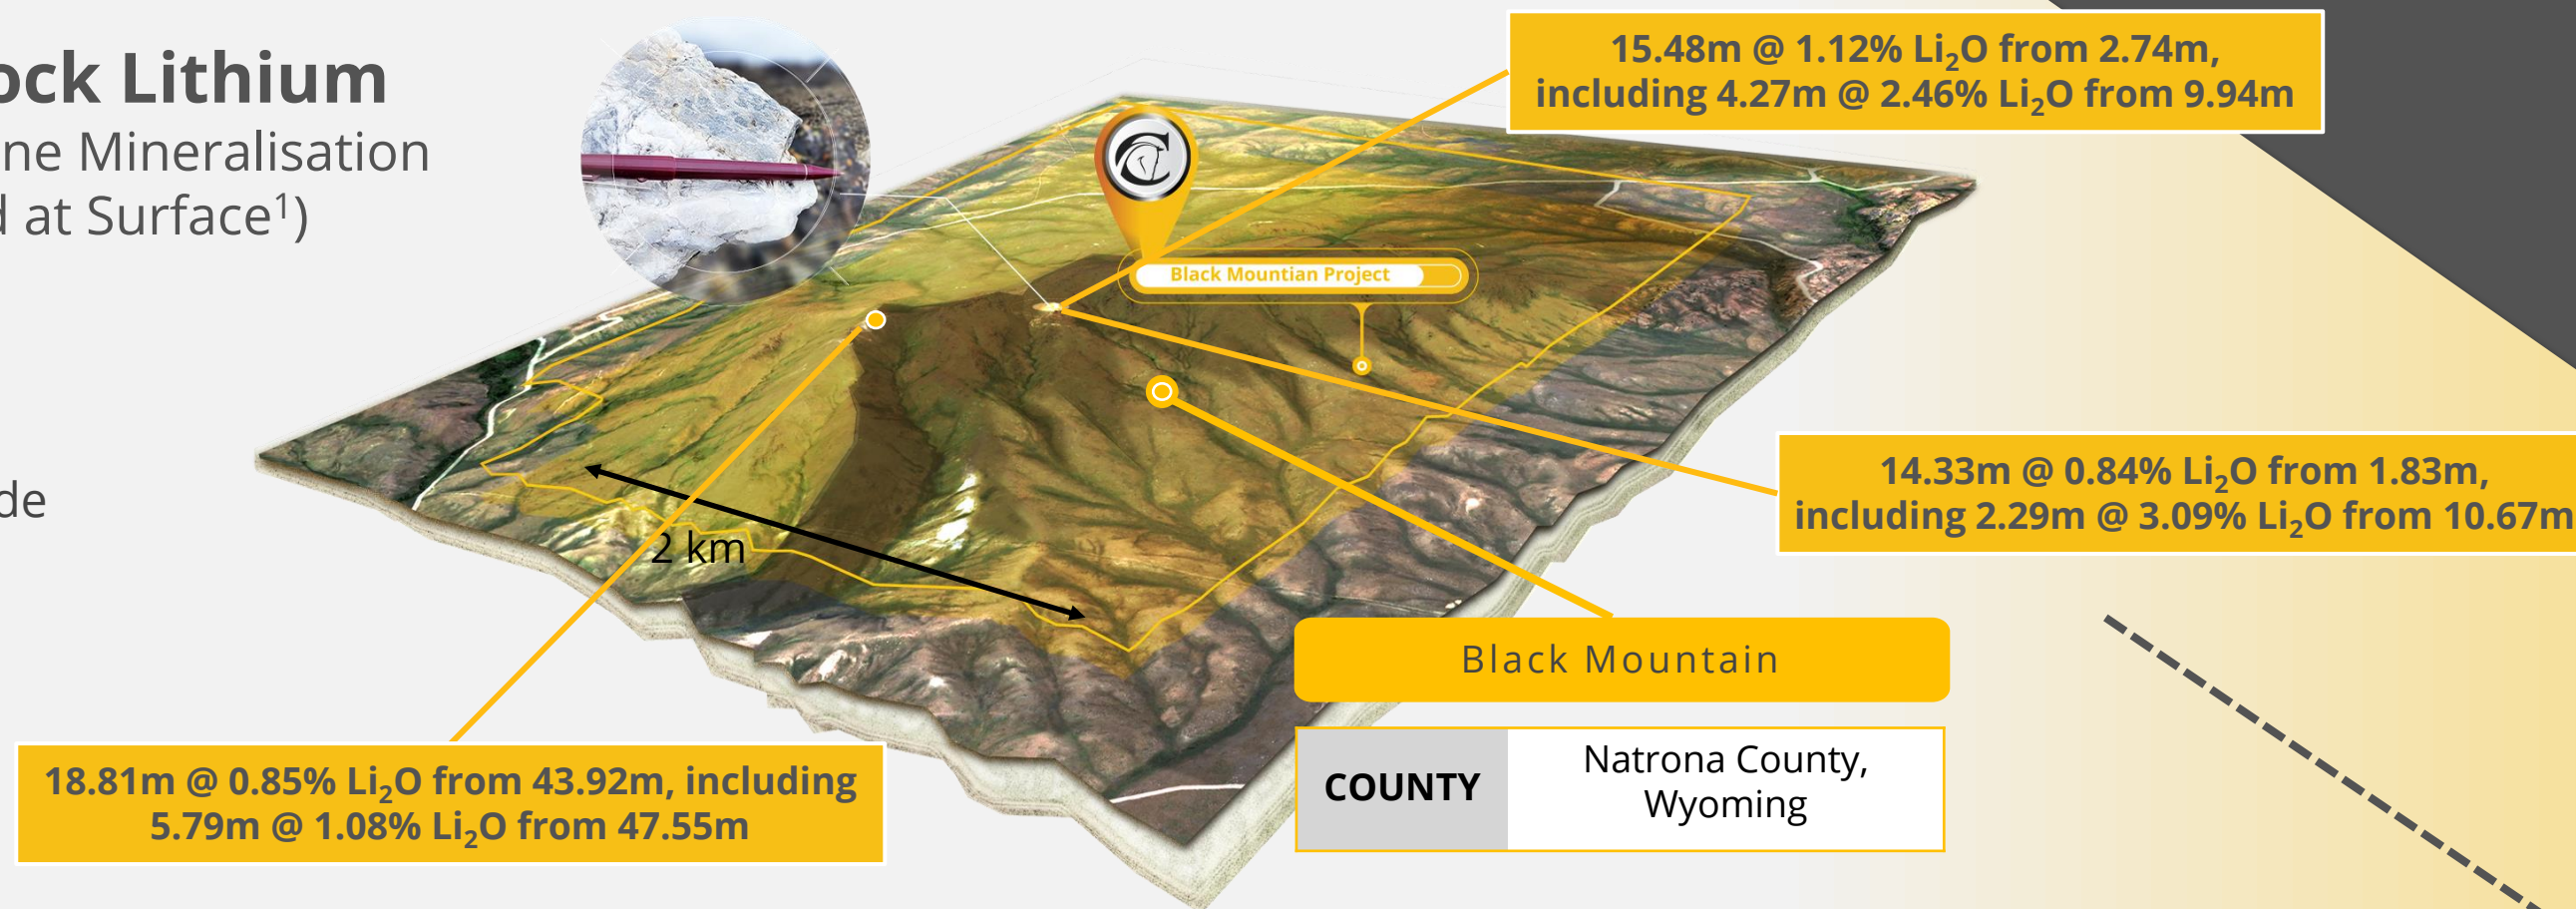 ock Lithium
ne Mineralisation
d at Surface¹)
de
15.48m @ 1.12% Li₂O from 2.74m,
including 4.27m @ 2.46% Li₂O from 9.94m
Black Mountian Project
14.33m @ 0.84% Li₂O from 1.83m,
including 2.29m @ 3.09% Li₂O from 10.67m
2 km
Black Mountain
COUNTY
Natrona County,
Wyoming
18.81m @ 0.85% Li₂O from 43.92m, including
5.79m @ 1.08% Li₂O from 47.55m